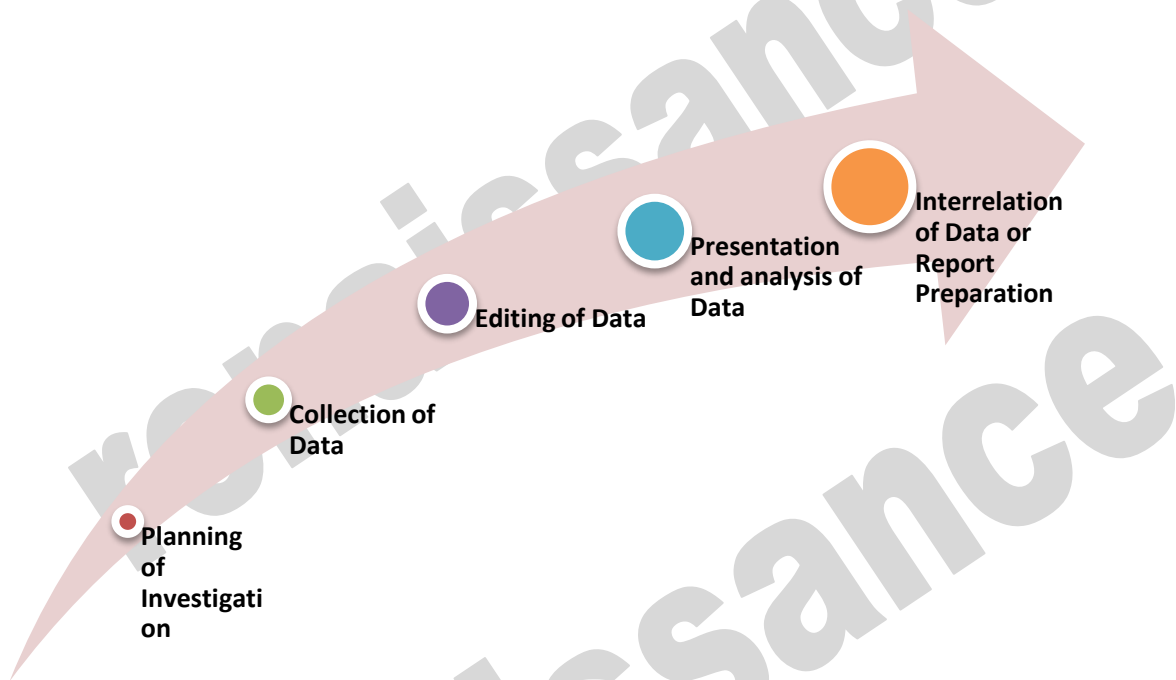 Planning
of
Investigati
on
Collection of
Data
Editing of Data
Presentation
and analysis of
Data
Interrelation
of Data or
Report
Preparation